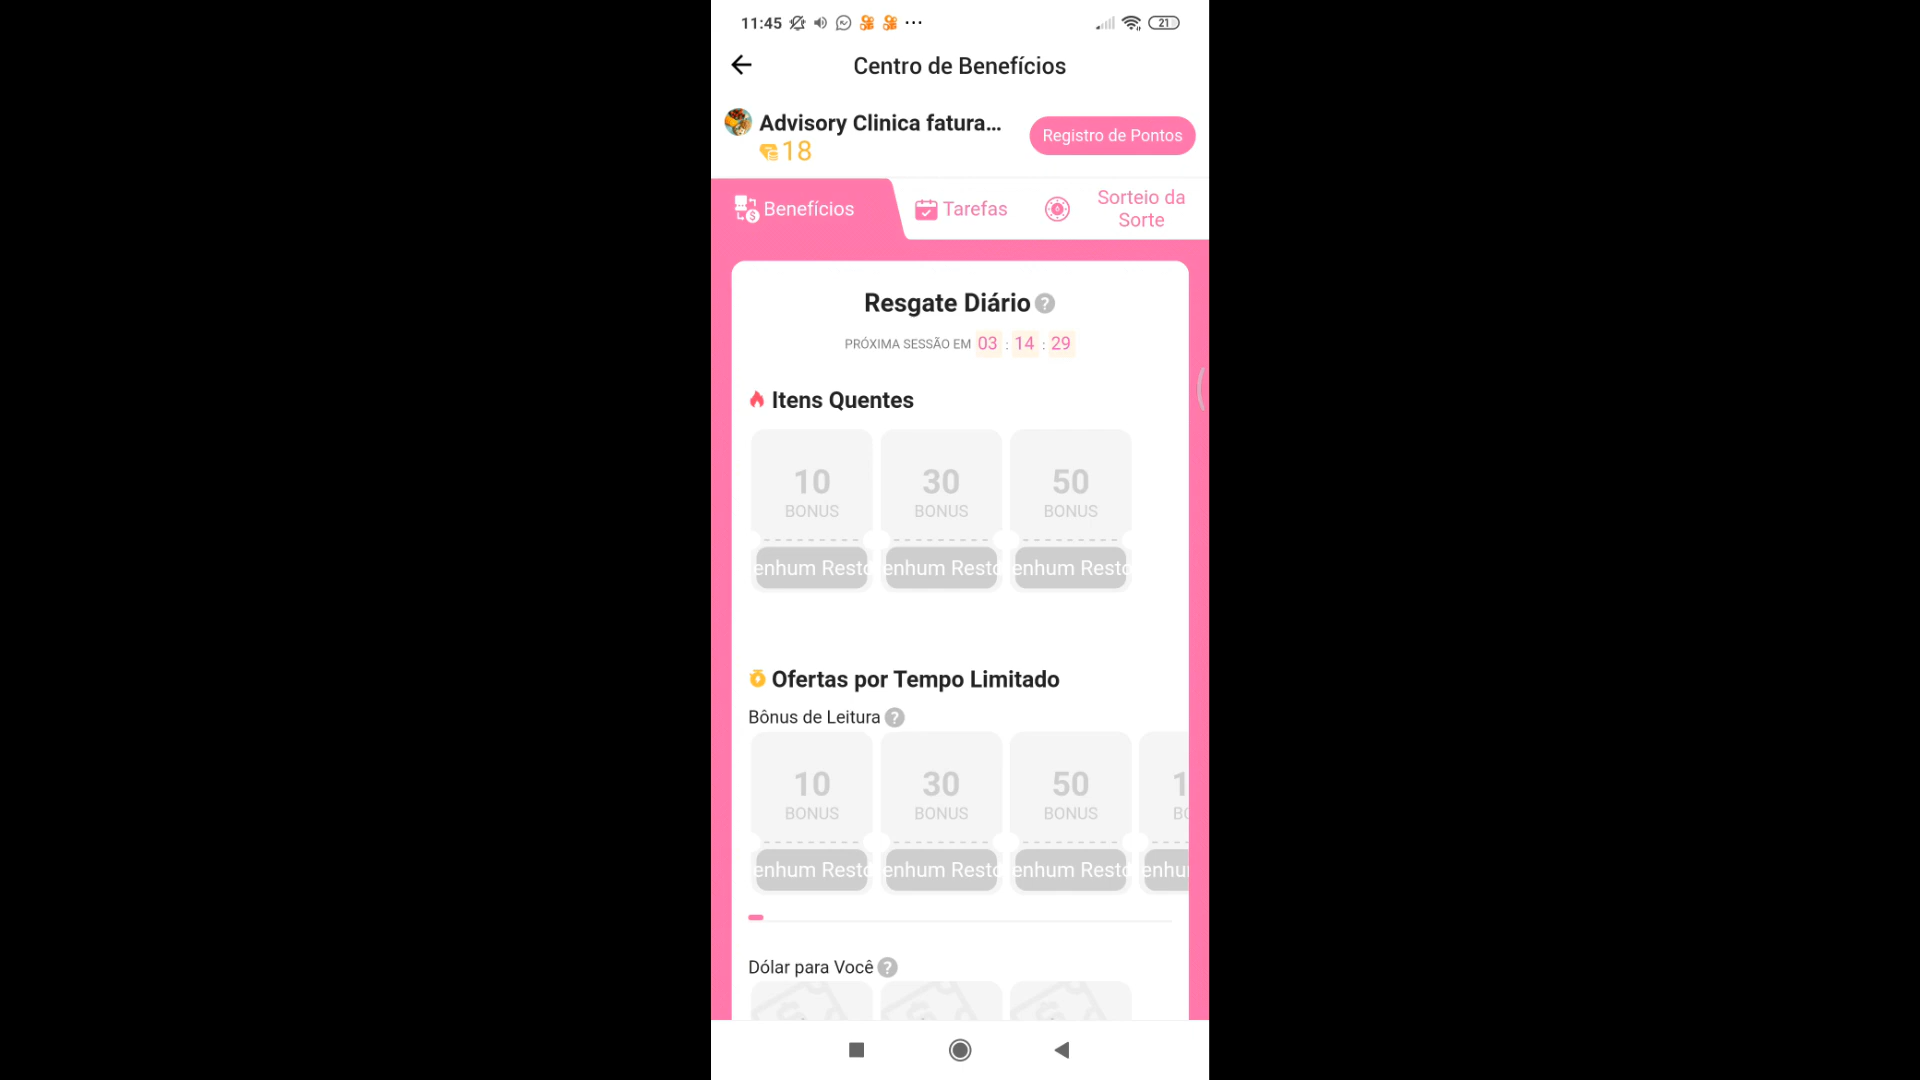 11:45
21
Centro de Benefícios
Advisory Clinica fatura...
18
Registro de Pontos
Benefícios
Tarefas
Sorteio da
Sorte
Resgate Diário ?
PRÓXIMA SESSÃO EM 03 : 14 : 29
Itens Quentes
10 30 50
BONUS BONUS BONUS
enhum Resto enhum Resto enhum Resto
Ofertas por Tempo Limitado
Bônus de Leitura ?
10 30 50 1
BONUS BONUS BONUS
enhum Resto enhum Resto enhum Resto enhu
Dólar para Você ?